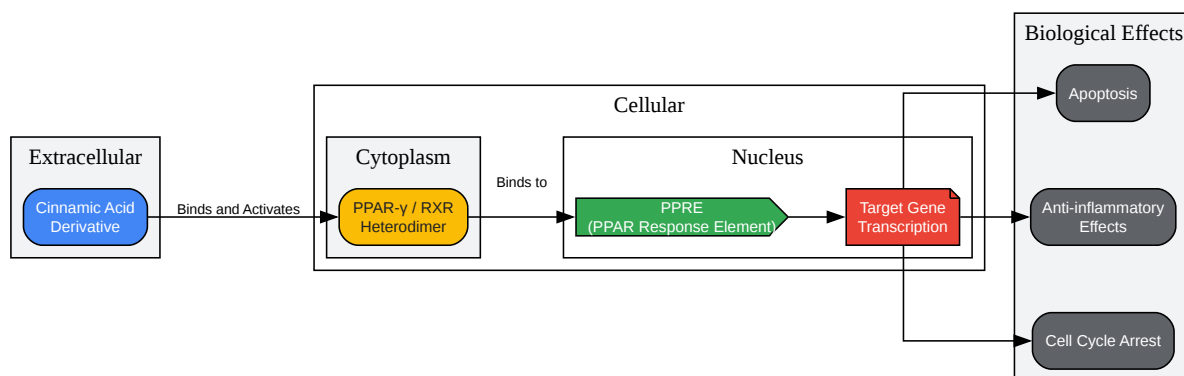 Biological Effects
Apoptosis
Cellular
Extracellular
Cytoplasm
Nucleus
Cinnamic Acid
Derivative
Binds and Activates
PPAR-γ / RXR
Heterodimer
Binds to
PPRE
(PPAR Response Element)
Target Gene
Transcription
Anti-inflammatory
Effects
Cell Cycle Arrest